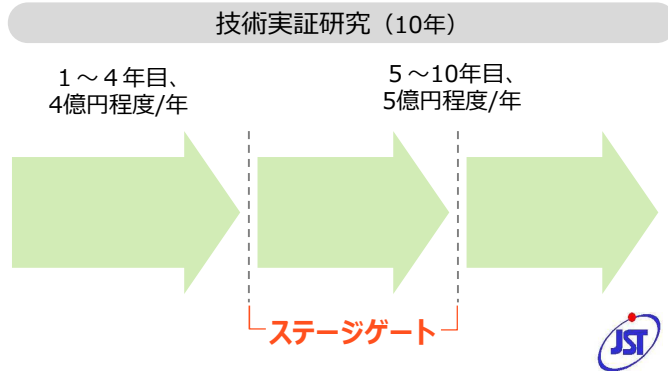 技術実証研究（10年）
1～4年目、
4億円程度/年
5～10年目、
5億円程度/年
ステージゲート
JST